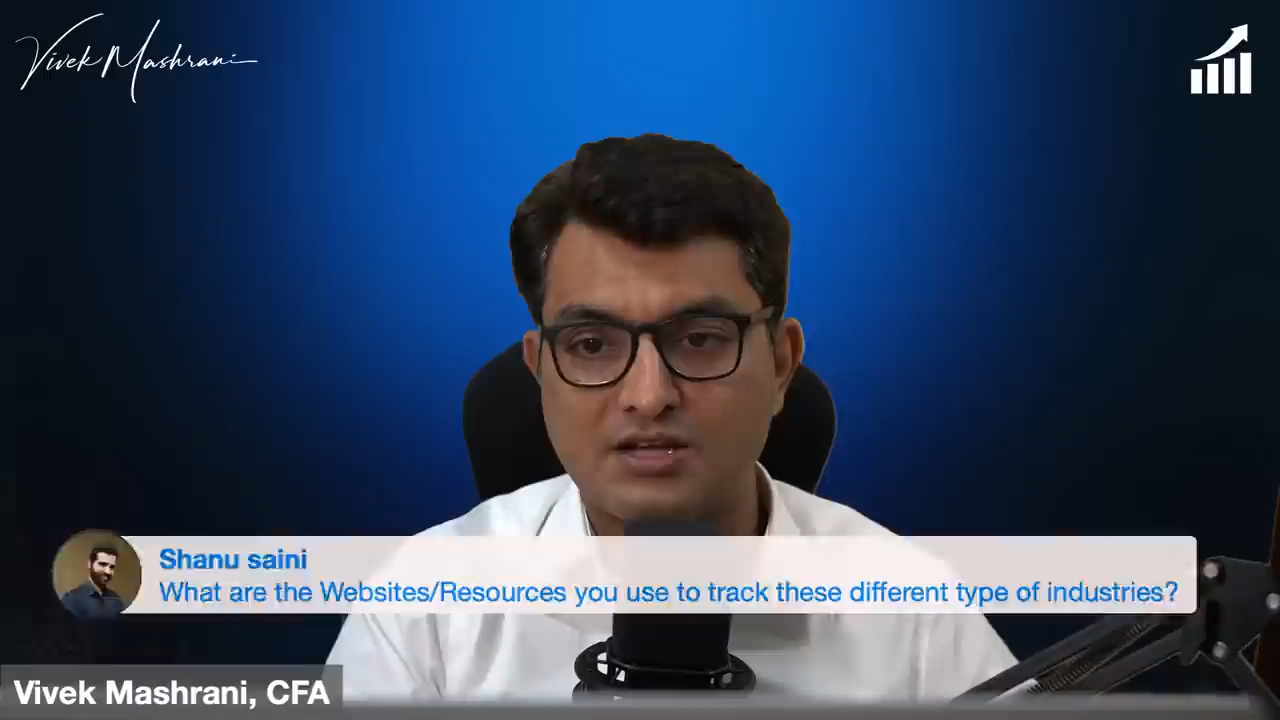 Vivek Mashrani
Shanu saini
What are the Websites/Resources you use to track these different type of industries?
Vivek Mashrani, CFA